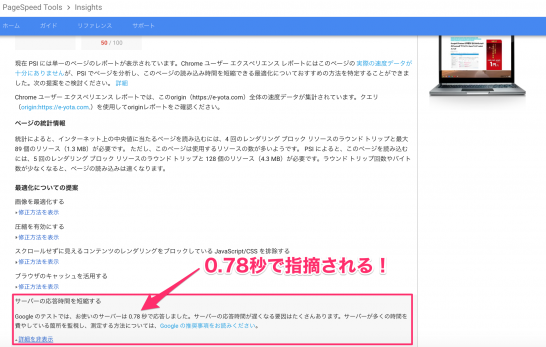 PageSpeed Tools > Insights
ホーム ガイド リファレンス サポート
50 / 100
現在 PSI には単一のページのレポートが表示されています。Chrome ユーザー エクスペリエンス レポートにはこのページの 実際の速度データが
十分にありませんが、PSI でページを分析し、このページの読み込み時間を短縮できる最適化についておすすめの方法を特定することができま
した。次の提案をご検討ください。 詳細
Chrome ユーザー エクスペリエンス レポートでは、このorigin（https://e-yota.com）全体の速度データが集計されています。クエリ
（origin:https://e-yota.com.）を使用してoriginレポートをご確認ください。
ページの統計情報
統計によると、インターネット上の中央値に当たるページを読み込むには、4 回のレンダリング ブロック リソースのラウンド トリップと最大
89 個のリソース（1.3 MB）が必要です。 ただし、このページは使用するリソースの数が多いようです。 PSI によると、このページを読み込む
には、5 回のレンダリング ブロック リソースのラウンド トリップと 128 個のリソース（4.3 MB）が必要です。ラウンド トリップ回数やバイト
数が少なくなると、ページの読み込みは速くなります。
最適化についての提案
画像を最適化する
▸修正方法を表示
圧縮を有効にする
▸修正方法を表示
スクロールせずに見えるコンテンツのレンダリングをブロックしている JavaScript/CSS を排除する
▸修正方法を表示
ブラウザのキャッシュを活用する
▸修正方法を表示
0.78秒で指摘される！
サーバーの応答時間を短縮する
Google のテストでは、お使いのサーバーは 0.78 秒で応答しました。サーバーの応答時間が遅くなる要因はたくさんあります。サーバーが多くの時間を
費やしている箇所を監視し、測定する方法については、Google の推奨事項をお読みください。
▸詳細を非表示